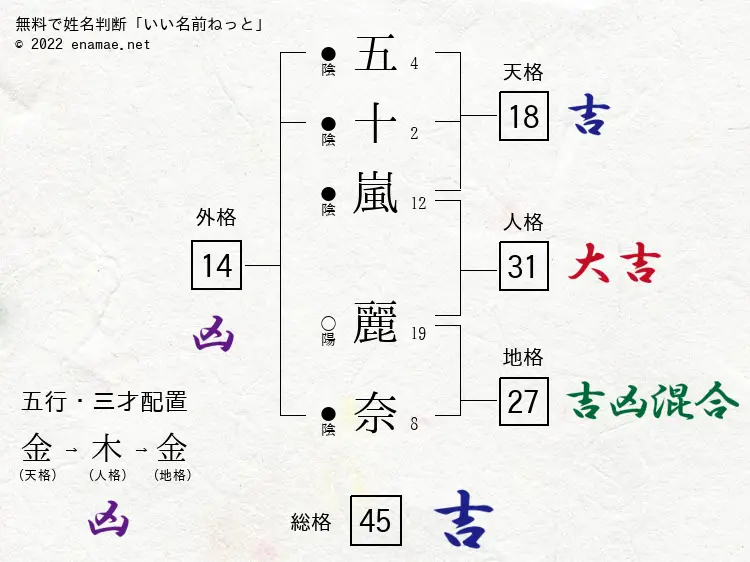 無料で姓名判断「いい名前ねっと」
© 2022 enamae.net
●陰 五 4
●陰 十 2
●陰 嵐 12
○陽 麗 19
●陰 奈 8
天格
18 吉
人格
31 大吉
地格
27 吉凶混合
外格
14
凶
五行・三才配置
金→木→金
(天格) (人格) (地格)
凶
総格 45 吉